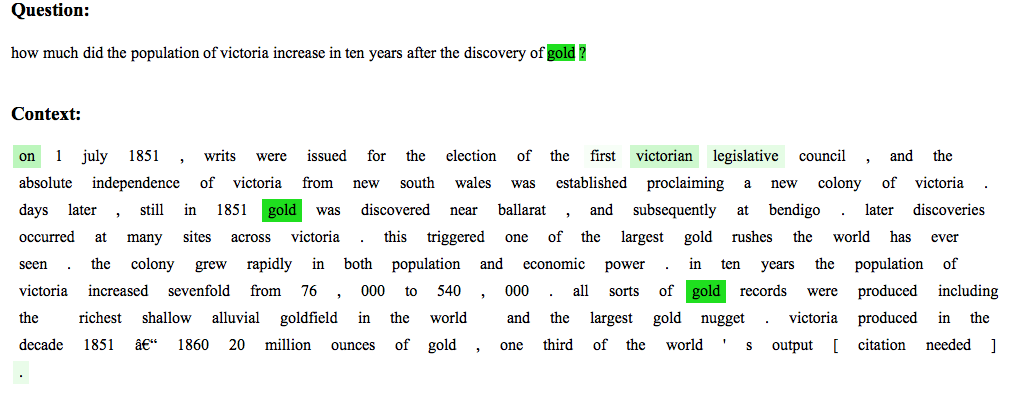 Question:
how much did the population of victoria increase in ten years after the discovery of gold ?
Context:
on 1 july 1851 , writs were issued for the election of the first victorian legislative council , and the
absolute independence of victoria from new south wales was established proclaiming a new colony of victoria .
days later , still in 1851 gold was discovered near ballarat , and subsequently at bendigo . later discoveries
occurred at many sites across victoria . this triggered one of the largest gold rushes the world has ever
seen . the colony grew rapidly in both population and economic power . in ten years the population of
victoria increased sevenfold from 76 , 000 to 540 , 000 . all sorts of gold records were produced including
the richest shallow alluvial goldfield in the world and the largest gold nugget . victoria produced in the
decade 1851 â€“ 1860 20 million ounces of gold , one third of the world ' s output [ citation needed ]
.